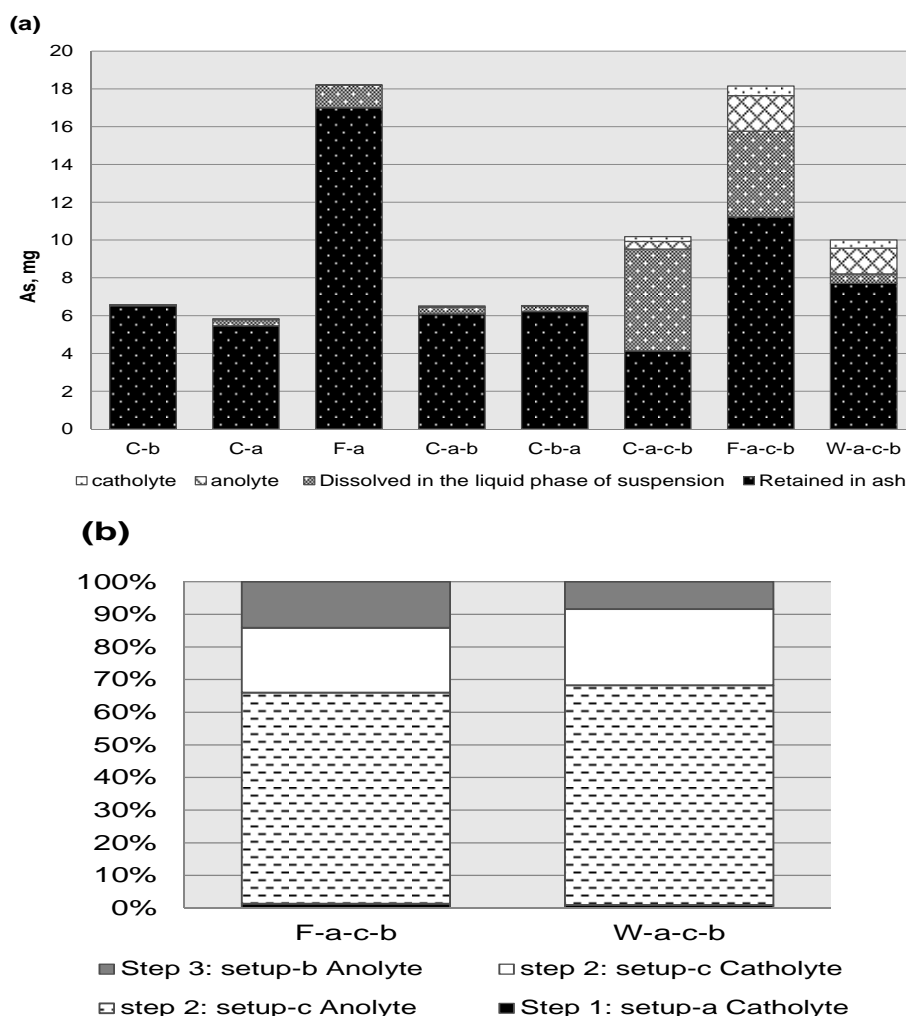 (a)
20
18
16
14
12
10
8
6
4
2
0
As, mg
C-b C-a F-a C-a-b C-b-a C-a-c-b F-a-c-b W-a-c-b
catholyte anolyte Dissolved in the liquid phase of suspension Retained in ash
(b)
100%
90%
80%
70%
60%
50%
40%
30%
20%
10%
0%
F-a-c-b W-a-c-b
Step 3: setup-b Anolyte step 2: setup-c Catholyte
step 2: setup-c Anolyte Step 1: setup-a Catholyte